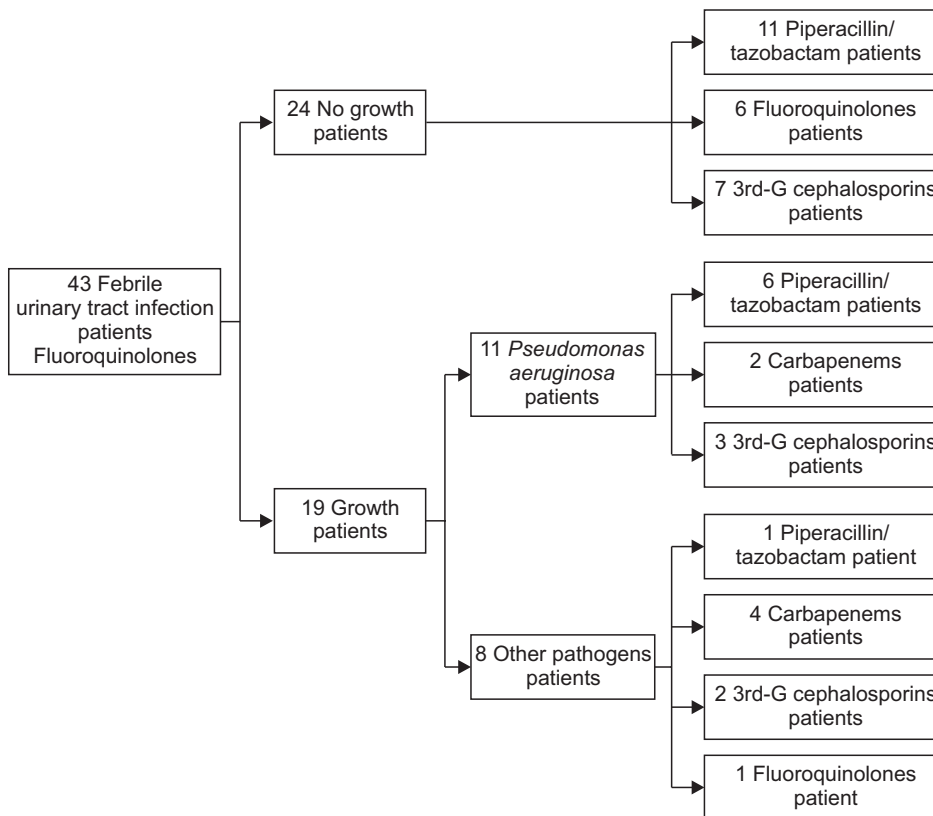 43 Febrile
urinary tract infection
patients
Fluoroquinolones
24 No growth
patients
11 Piperacillin/
tazobactam patients
6 Fluoroquinolones
patients
7 3rd-G cephalosporins
patients
19 Growth
patients
11 Pseudomonas
aeruginosa
patients
6 Piperacillin/
tazobactam patients
2 Carbapenems
patients
3 3rd-G cephalosporins
patients
8 Other pathogens
patients
1 Piperacillin/
tazobactam patient
4 Carbapenems
patients
2 3rd-G cephalosporins
patients
1 Fluoroquinolones
patient